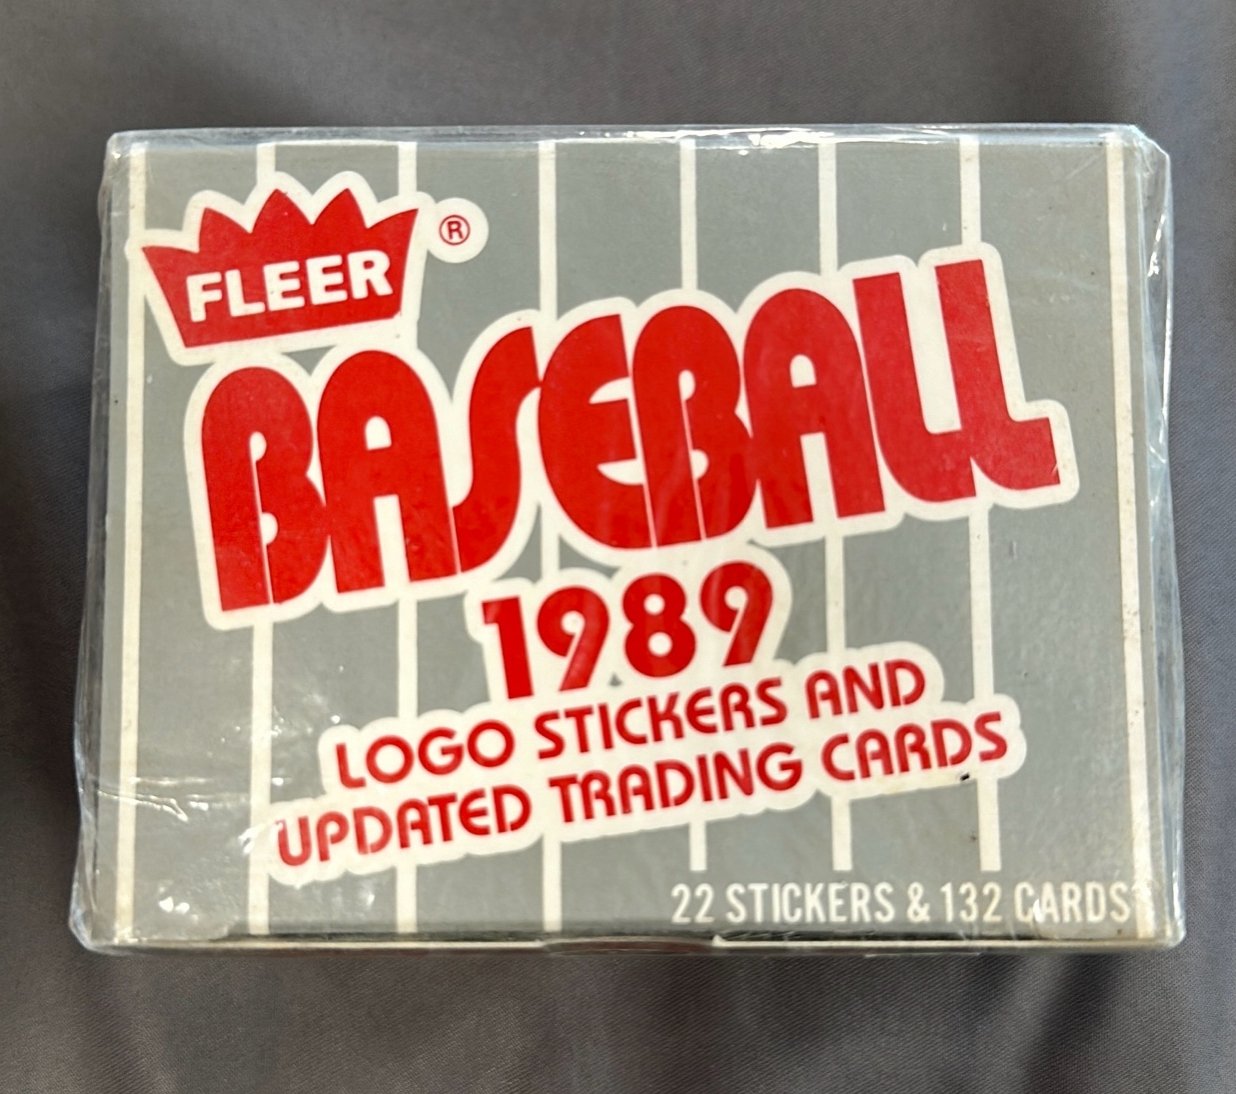 FLEER ®
BASEBALL
1989
LOGO STICKERS AND
UPDATED TRADING CARDS
22 STICKERS & 132 CARDS